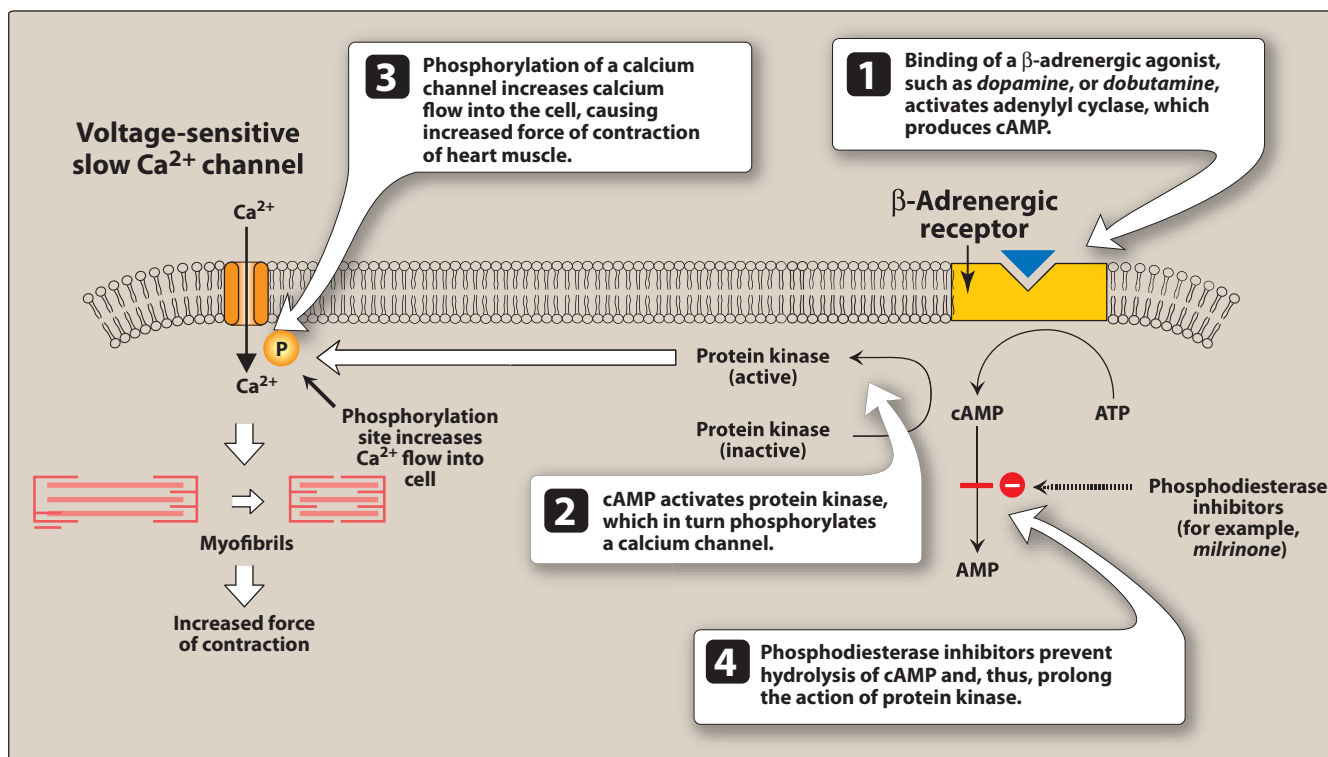 3
Phosphorylation of a calcium
channel increases calcium
flow into the cell, causing
increased force of contraction
of heart muscle.
1
Binding of a β-adrenergic agonist,
such as dopamine, or dobutamine,
activates adenylyl cyclase, which
produces cAMP.
Voltage-sensitive
slow Ca2+ channel
Ca2+
β-Adrenergic
receptor
P
Ca2+
Phosphorylation
site increases
Ca2+ flow into
cell
Protein kinase
(active)
Protein kinase
(inactive)
cAMP
ATP
2
cAMP activates protein kinase,
which in turn phosphorylates
a calcium channel.
Phosphodiesterase
inhibitors
(for example,
milrinone)
AMP
Myofibrils
Increased force
of contraction
4
Phosphodiesterase inhibitors prevent
hydrolysis of cAMP and, thus, prolong
the action of protein kinase.